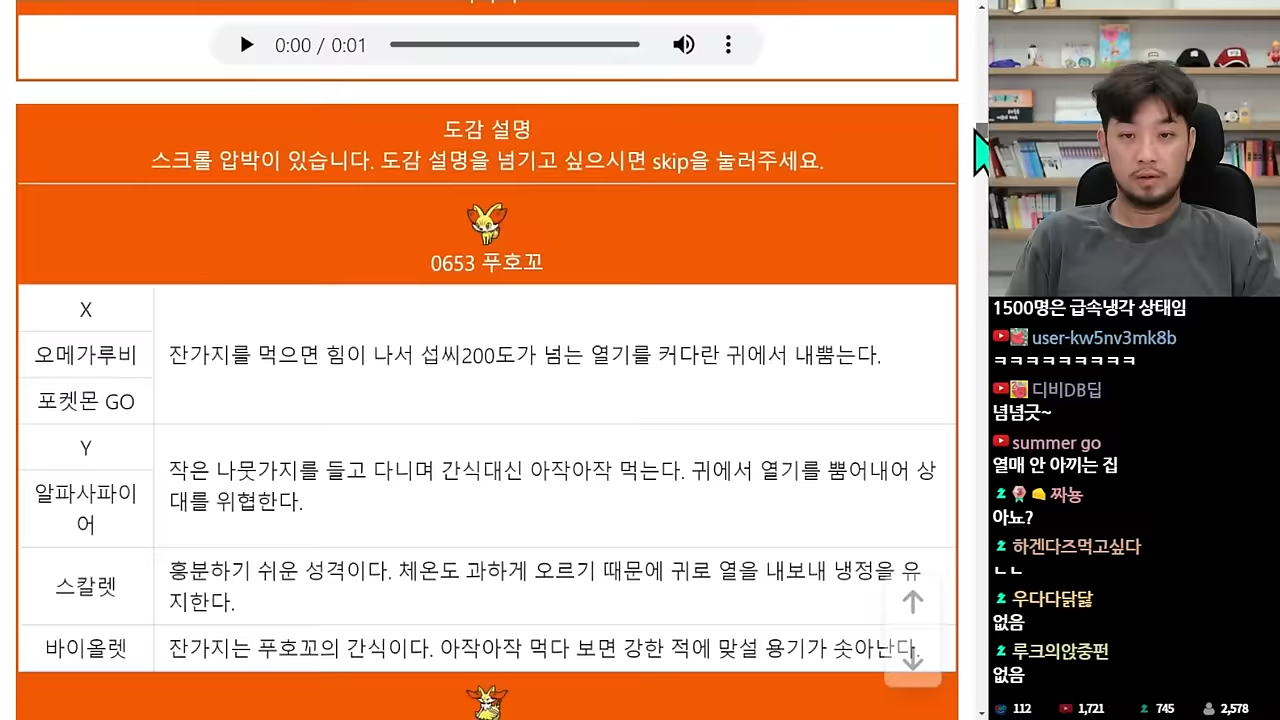 0:00 / 0:01
도감 설명
스크롤 압박이 있습니다. 도감 설명을 넘기고 싶으시면 skip을 눌러주세요.
0653 푸호꼬
X
오메가루비
포켓몬 GO
잔가지를 먹으면 힘이 나서 섭씨200도가 넘는 열기를 커다란 귀에서 내뿜는다.
Y
알파사파이
어
작은 나뭇가지를 들고 다니며 간식대신 아작아작 먹는다. 귀에서 열기를 뿜어내어 상
대를 위협한다.
스칼렛
흥분하기 쉬운 성격이다. 체온도 과하게 오르기 때문에 귀로 열을 내보내 냉정을 유
지한다.
바이올렛
잔가지는 푸호꼬의 간식이다. 아작아작 먹다 보면 강한 적에 맞설 용기가 솟아난다.
1500명은 급속냉각 상태임
user-kw5nv3mk8b
ㅋㅋㅋㅋㅋㅋㅋㅋㅋ
디비DB딥
념념긋~
summer go
열매 안 아끼는 집
짜뇽
아뇨?
하겐다즈먹고싶다
ㄴㄴ
우다다닭닳
없음
루크의앉중펀
없음
112 1,721 745 2,578